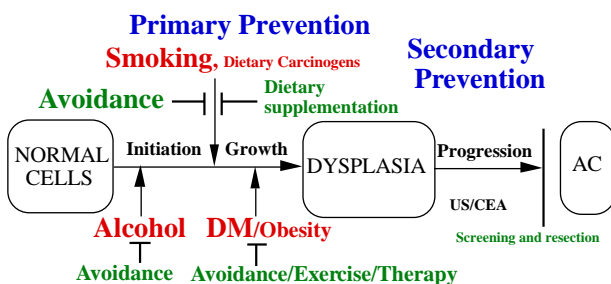 Primary Prevention
Smoking, Dietary Carcinogens
Secondary
Prevention
Avoidance
Dietary
supplementation
NORMAL
CELLS
Initiation
Growth
DYSPLASIA
Progression
AC
US/CEA
Alcohol
DM/Obesity
Screening and resection
Avoidance
Avoidance/Exercise/Therapy